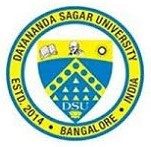 DAYANANDA SAGAR UNIVERSITY
ESTD. 2014 • BANGALORE • INDIA
DSU